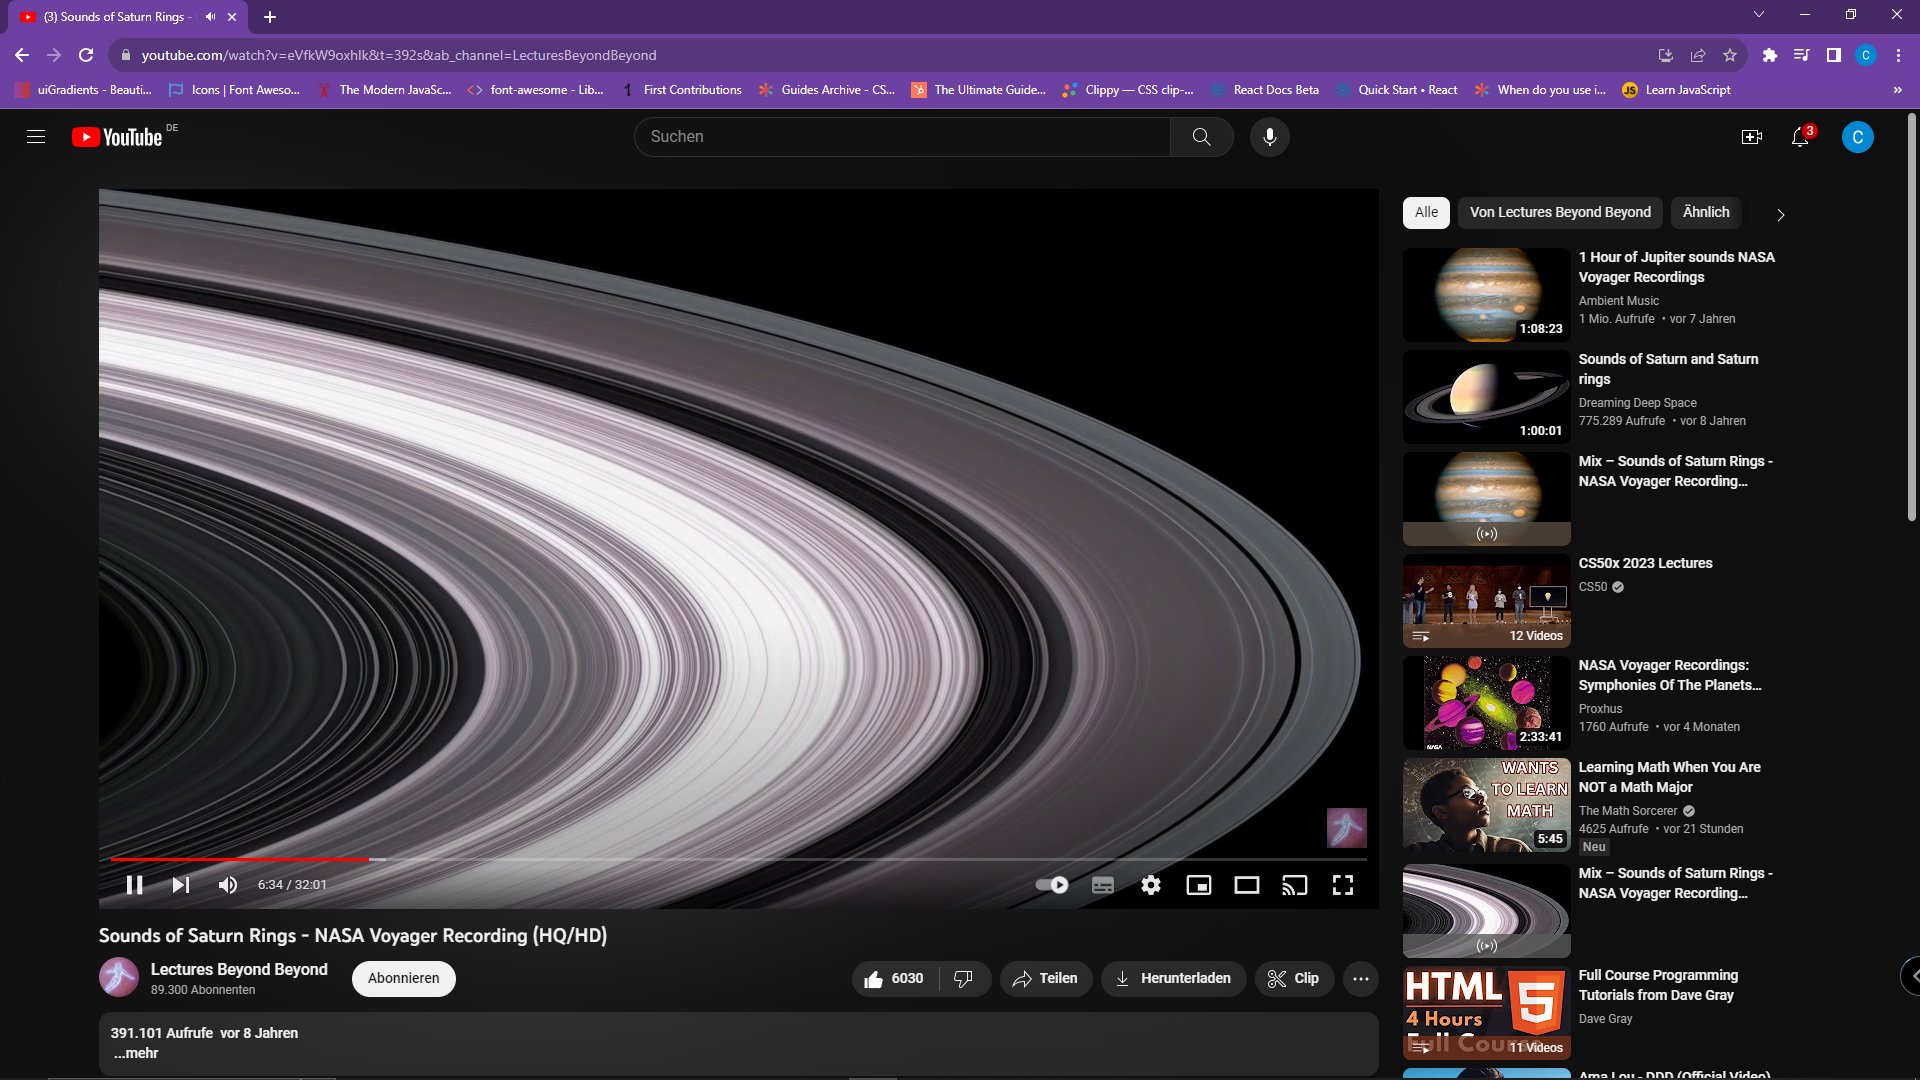 (3) Sounds of Saturn Rings -
youtube.com/watch?v=eVfkW9oxhlk&t=392s&ab_channel=LecturesBeyondBeyond
C
uiGradients - Beauti...
Icons | Font Aweso...
The Modern JavaSc...
font-awesome - Lib...
First Contributions
Guides Archive - CS...
The Ultimate Guide...
Clippy — CSS clip-...
React Docs Beta
Quick Start • React
When do you use i...
JS Learn JavaScript
»
YouTube DE
Suchen
3
C
Alle
Von Lectures Beyond Beyond
Ähnlich
1:08:23
1 Hour of Jupiter sounds NASA
Voyager Recordings
Ambient Music
1 Mio. Aufrufe • vor 7 Jahren
1:00:01
Sounds of Saturn and Saturn
rings
Dreaming Deep Space
775.289 Aufrufe • vor 8 Jahren
Mix – Sounds of Saturn Rings -
NASA Voyager Recording…
12 Videos
CS50x 2023 Lectures
CS50
NASA
2:33:41
NASA Voyager Recordings:
Symphonies Of The Planets…
Proxhus
1760 Aufrufe • vor 4 Monaten
WANTS
TO LEARN
MATH
5:45
Learning Math When You Are
NOT a Math Major
The Math Sorcerer
4625 Aufrufe • vor 21 Stunden
Neu
Mix – Sounds of Saturn Rings -
NASA Voyager Recording…
HTML 5
4 Hours
Full Course
11 Videos
Full Course Programming
Tutorials from Dave Gray
Dave Gray
Ama Lou - DDD (Official Video)
6:34 / 32:01
Sounds of Saturn Rings - NASA Voyager Recording (HQ/HD)
Lectures Beyond Beyond
89.300 Abonnenten
Abonnieren
6030
Teilen
Herunterladen
Clip
391.101 Aufrufe vor 8 Jahren
...mehr